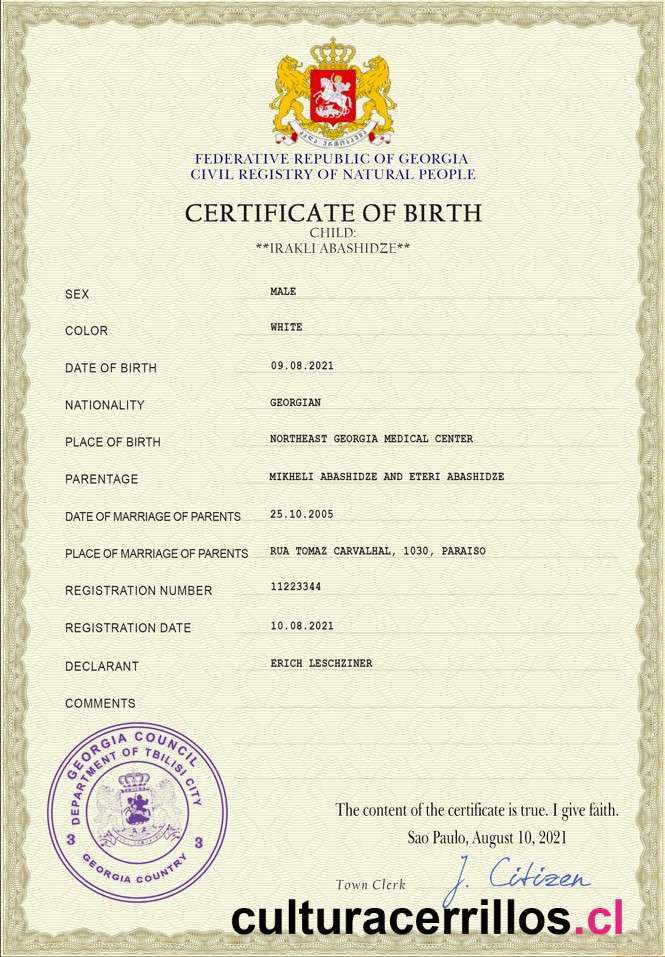 FEDERATIVE REPUBLIC OF GEORGIA
CIVIL REGISTRY OF NATURAL PEOPLE
CERTIFICATE OF BIRTH
CHILD:
**IRAKLI ABASHIDZE**
SEX MALE
COLOR WHITE
DATE OF BIRTH 09.08.2021
NATIONALITY GEORGIAN
PLACE OF BIRTH NORTHEAST GEORGIA MEDICAL CENTER
PARENTAGE MIKHELI ABASHIDZE AND ETERI ABASHIDZE
DATE OF MARRIAGE OF PARENTS 25.10.2005
PLACE OF MARRIAGE OF PARENTS RUA TOMAZ CARVALHAL, 1030, PARAISO
REGISTRATION NUMBER 11223344
REGISTRATION DATE 10.08.2021
DECLARANT ERICH LESCHZINER
COMMENTS
GEORGIA COUNCIL
DEPARTMENT OF TBILISI CITY
3 3
GEORGIA COUNTRY
The content of the certificate is true. I give faith.
Sao Paulo, August 10, 2021
Town Clerk J. Citizen
culturacerrillos.cl